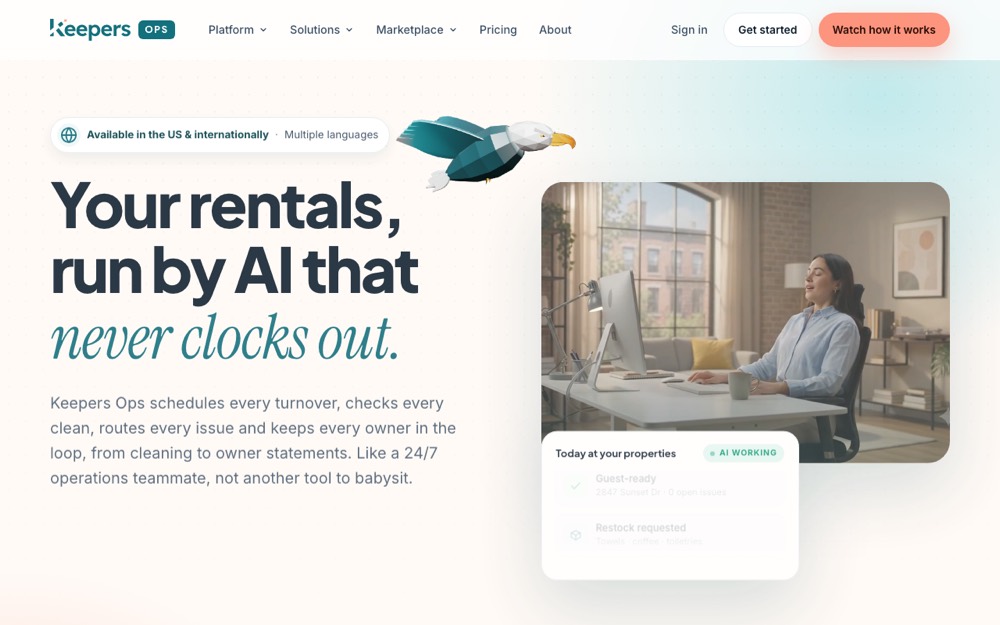 Keepers OPS
Platform
Solutions
Marketplace
Pricing
About
Sign in
Get started
Watch how it works
Available in the US & internationally · Multiple languages
Your rentals,
run by AI that
never clocks out.
Keepers Ops schedules every turnover, checks every
clean, routes every issue and keeps every owner in the
loop, from cleaning to owner statements. Like a 24/7
operations teammate, not another tool to babysit.
Today at your properties
AI WORKING
Guest-ready
2847 Sunset Dr · 0 open issues
Restock requested
coffee